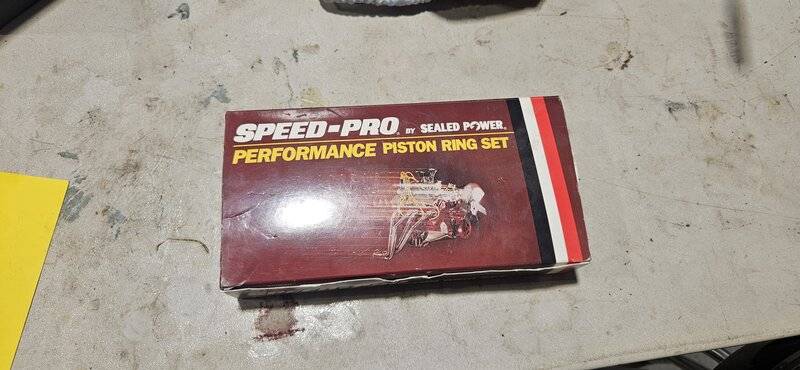 SPEED-PRO BY SEALED POWER
PERFORMANCE PISTON RING SET